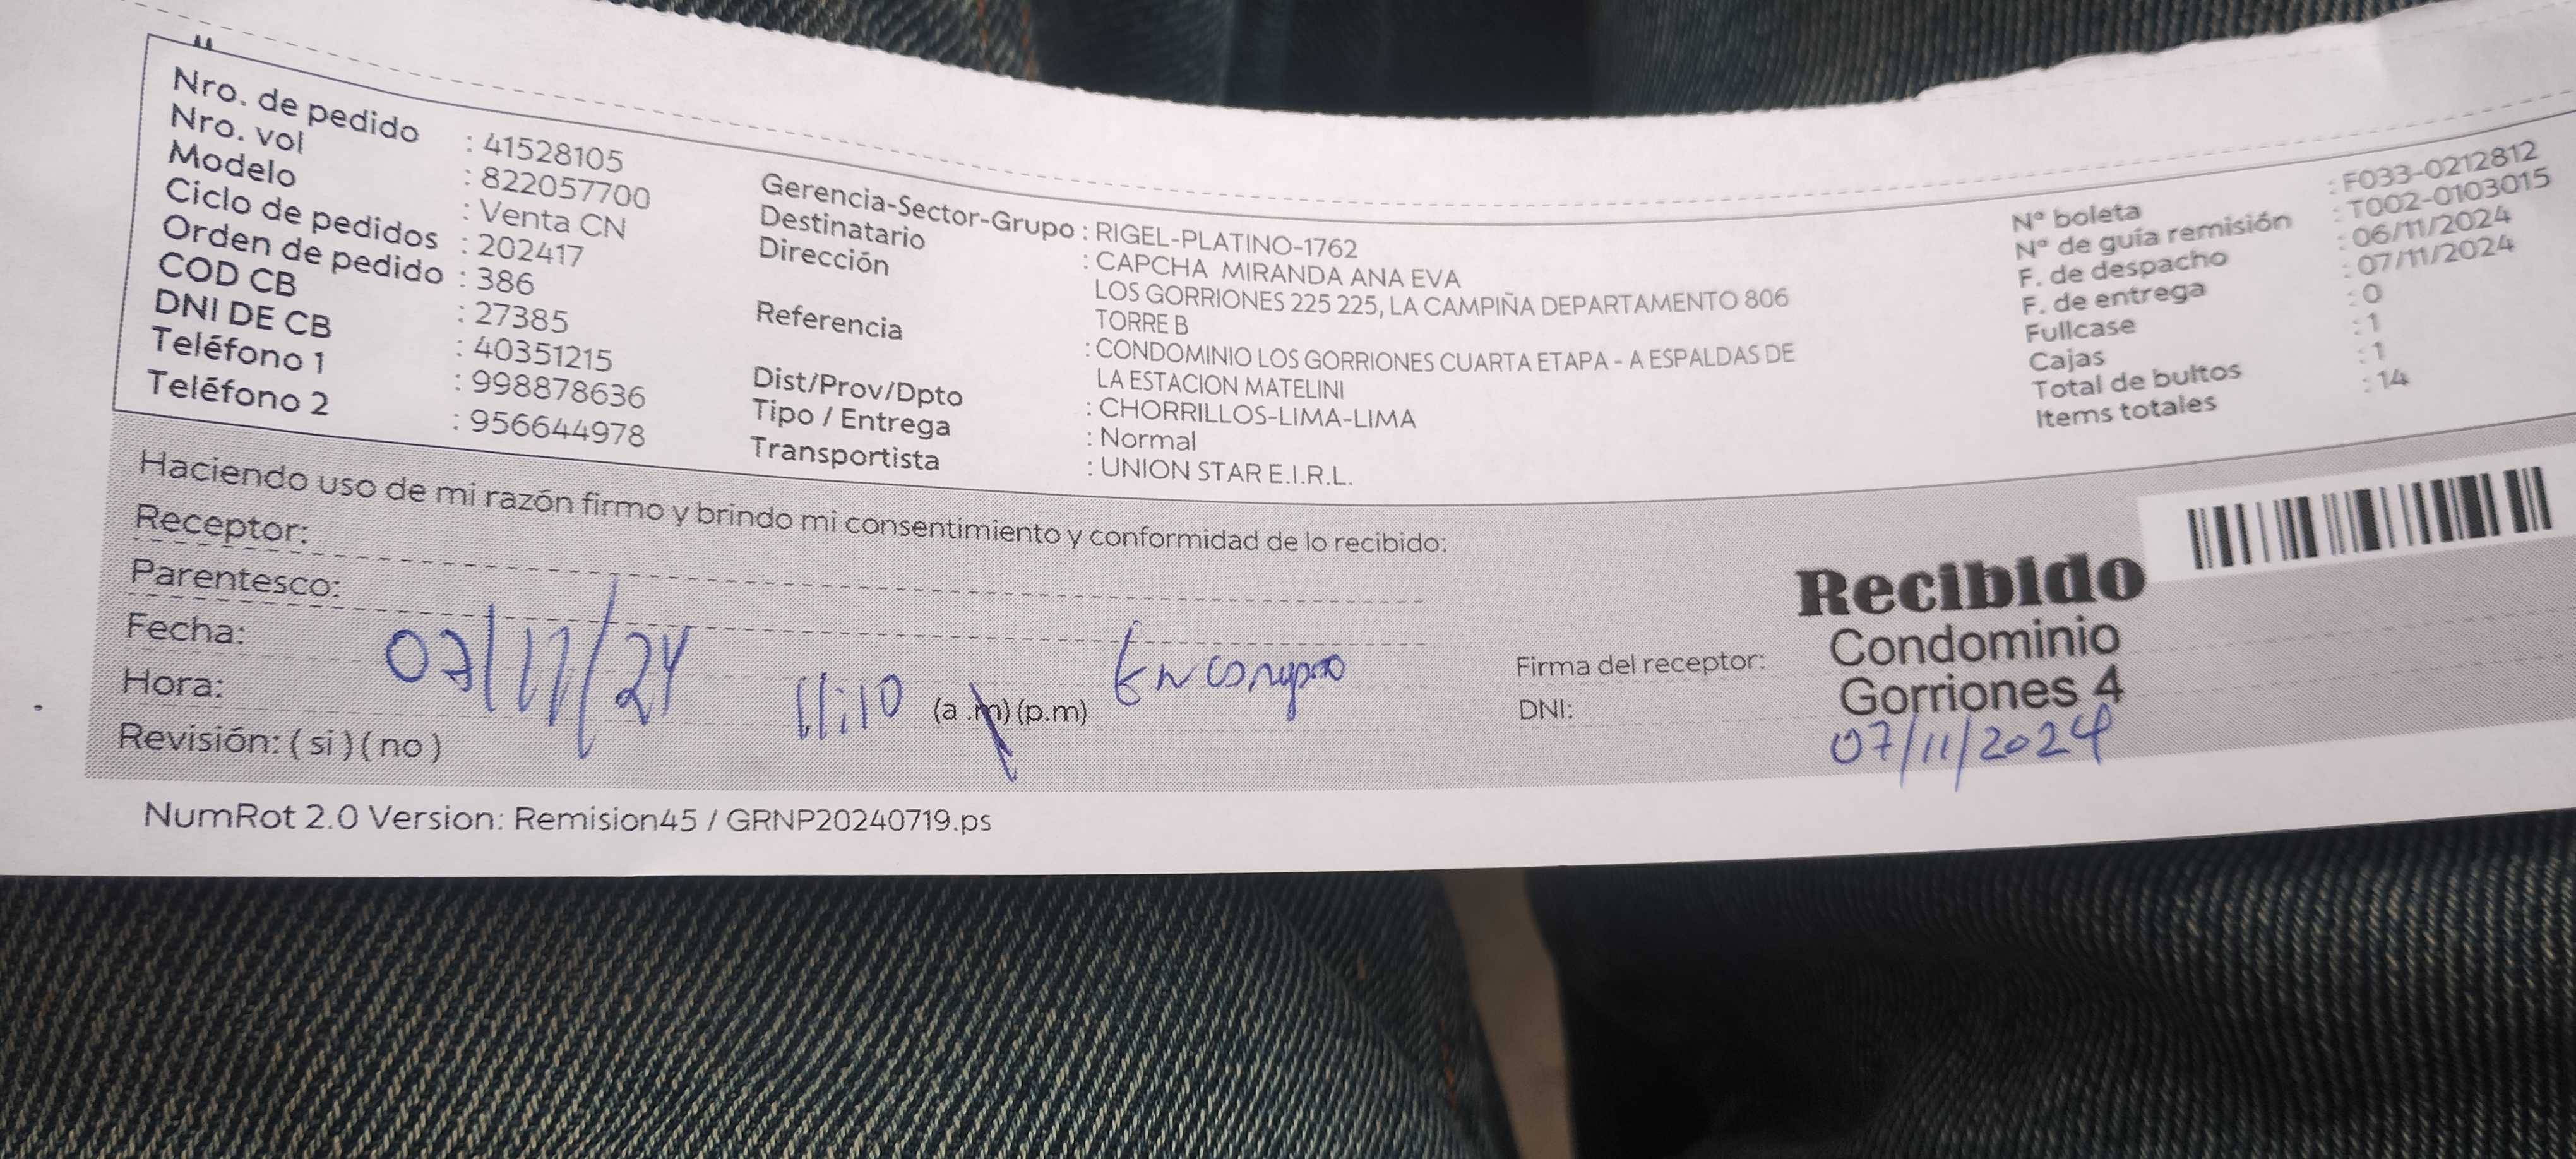 Nro. de pedido : 41528105
Nro. vol : 822057700
Modelo : Venta CN
Ciclo de pedidos : 202417
Orden de pedido : 386
COD CB : 27385
DNI DE CB : 40351215
Teléfono 1 : 998878636
Teléfono 2 : 956644978
Gerencia-Sector-Grupo : RIGEL-PLATINO-1762
Destinatario : CAPCHA MIRANDA ANA EVA
Dirección LOS GORRIONES 225 225, LA CAMPIÑA DEPARTAMENTO 806
TORRE B
Referencia : CONDOMINIO LOS GORRIONES CUARTA ETAPA - A ESPALDAS DE
LA ESTACION MATELINI
Dist/Prov/Dpto : CHORRILLOS-LIMA-LIMA
Tipo / Entrega : Normal
Transportista : UNION STAR E.I.R.L.
Nº boleta : F033-0212812
Nº de guía remisión : T002-0103015
F. de despacho : 06/11/2024
F. de entrega : 07/11/2024
Fullcase : 0
Cajas : 1
Total de bultos : 1
Items totales : 14
Haciendo uso de mi razón firmo y brindo mi consentimiento y conformidad de lo recibido:
Receptor:
Parentesco:
Fecha: 07/11/24
Hora: 11:10 (a.m)(p.m)
Revisión: ( si ) ( no )
Firma del receptor:
DNI:
Recibido
Condominio
Gorriones 4
07/11/2024
NumRot 2.0 Version: Remision45 / GRNP20240719.ps